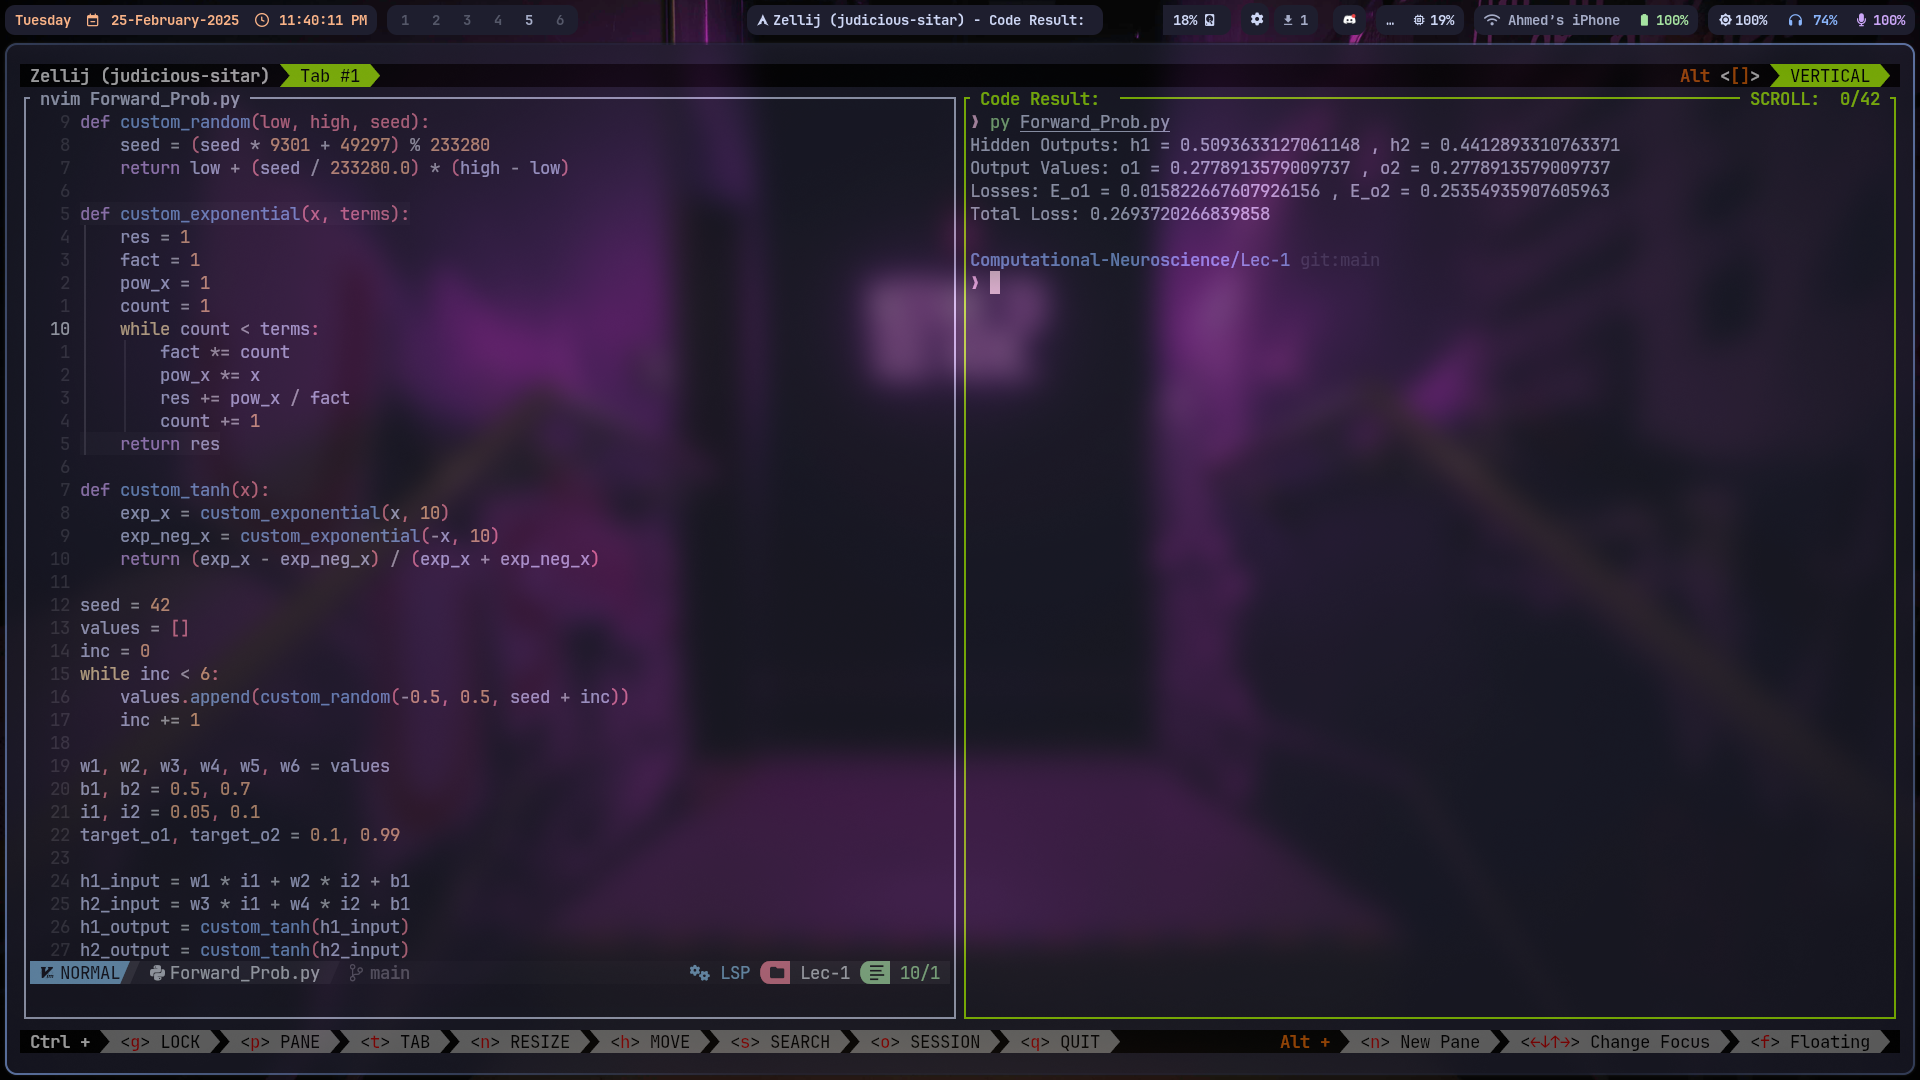 Tuesday 25-February-2025 11:40:11 PM 1 2 3 4 5 6 Zellij (judicious-sitar) - Code Result: 18% 1 … 19% Ahmed's iPhone 100% 100% 74% 100%
Zellij (judicious-sitar) Tab #1 Alt <[]> VERTICAL
nvim Forward_Prob.py
9 def custom_random(low, high, seed):
8     seed = (seed * 9301 + 49297) % 233280
7     return low + (seed / 233280.0) * (high - low)
6
5 def custom_exponential(x, terms):
4     res = 1
3     fact = 1
2     pow_x = 1
1     count = 1
10     while count < terms:
1         fact *= count
2         pow_x *= x
3         res += pow_x / fact
4         count += 1
5     return res
6
7 def custom_tanh(x):
8     exp_x = custom_exponential(x, 10)
9     exp_neg_x = custom_exponential(-x, 10)
10     return (exp_x - exp_neg_x) / (exp_x + exp_neg_x)
11
12 seed = 42
13 values = []
14 inc = 0
15 while inc < 6:
16     values.append(custom_random(-0.5, 0.5, seed + inc))
17     inc += 1
18
19 w1, w2, w3, w4, w5, w6 = values
20 b1, b2 = 0.5, 0.7
21 i1, i2 = 0.05, 0.1
22 target_o1, target_o2 = 0.1, 0.99
23
24 h1_input = w1 * i1 + w2 * i2 + b1
25 h2_input = w3 * i1 + w4 * i2 + b1
26 h1_output = custom_tanh(h1_input)
27 h2_output = custom_tanh(h2_input)
NORMAL Forward_Prob.py main LSP Lec-1 10/1
Code Result: SCROLL: 0/42
❯ py Forward_Prob.py
Hidden Outputs: h1 = 0.5093633127061148 , h2 = 0.4412893310763371
Output Values: o1 = 0.2778913579009737 , o2 = 0.2778913579009737
Losses: E_o1 = 0.015822667607926156 , E_o2 = 0.25354935907605963
Total Loss: 0.2693720266839858
Computational-Neuroscience/Lec-1 git:main
❯
Ctrl + <g> LOCK <p> PANE <t> TAB <n> RESIZE <h> MOVE <s> SEARCH <o> SESSION <q> QUIT Alt + <n> New Pane <←↓↑→> Change Focus <f> Floating